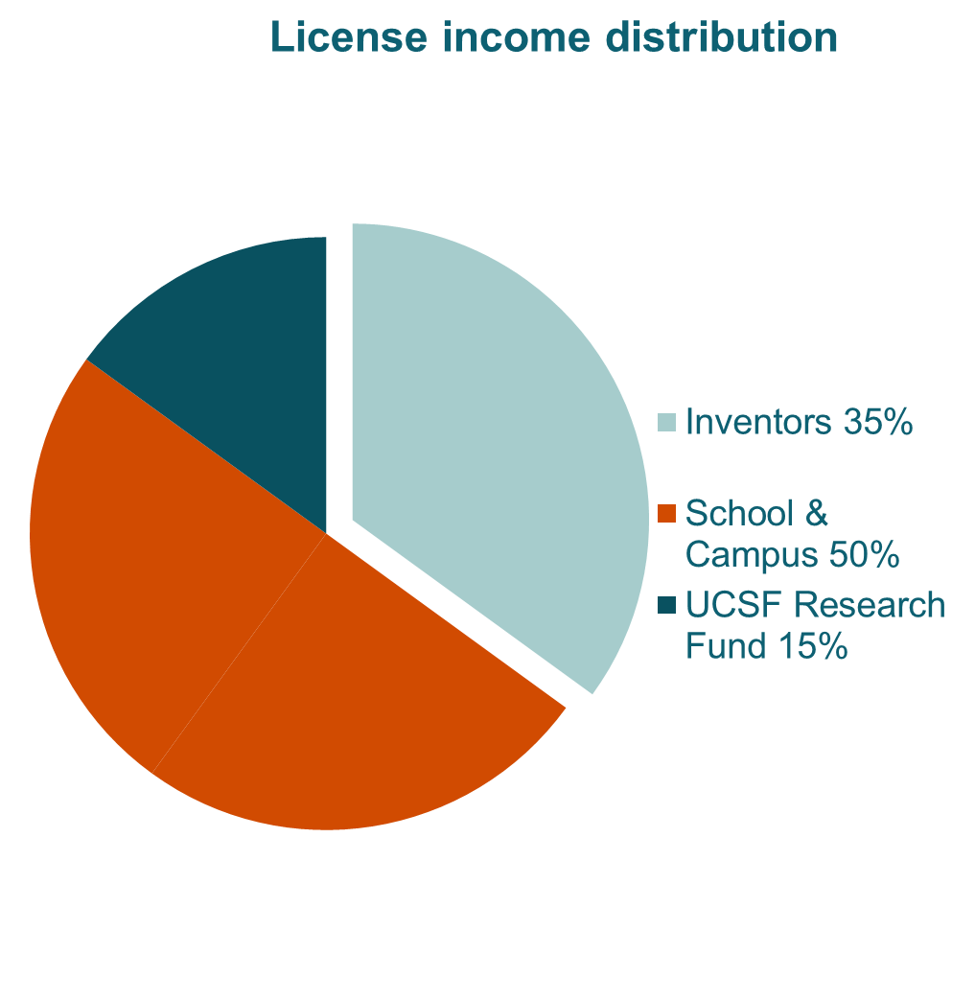 License income distribution
Inventors 35%
School &
Campus 50%
UCSF Research
Fund 15%